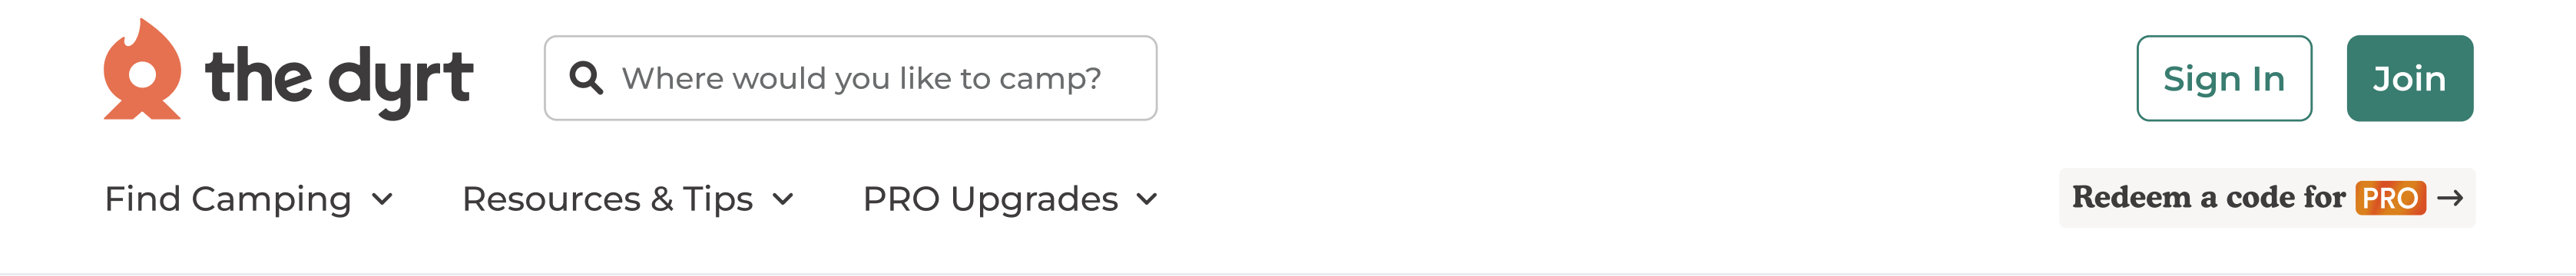 the dyrt
Where would you like to camp?
Sign In
Join
Find Camping
Resources & Tips
PRO Upgrades
Redeem a code for PRO →